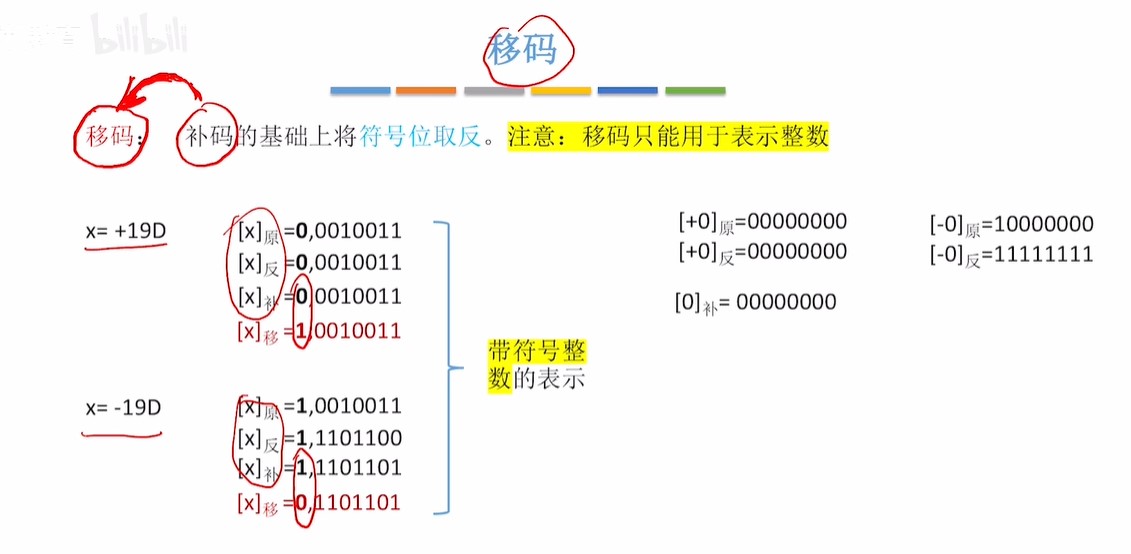 bilibili
移码
移码： 补码的基础上将符号位取反。注意：移码只能用于表示整数
x= +19D
[x]原=0,0010011
[x]反=0,0010011
[x]补=0,0010011
[x]移=1,0010011
x= -19D
[x]原=1,0010011
[x]反=1,1101100
[x]补=1,1101101
[x]移=0,1101101
带符号整
数的表示
[+0]原=00000000
[+0]反=00000000
[0]补= 00000000
[-0]原=10000000
[-0]反=11111111